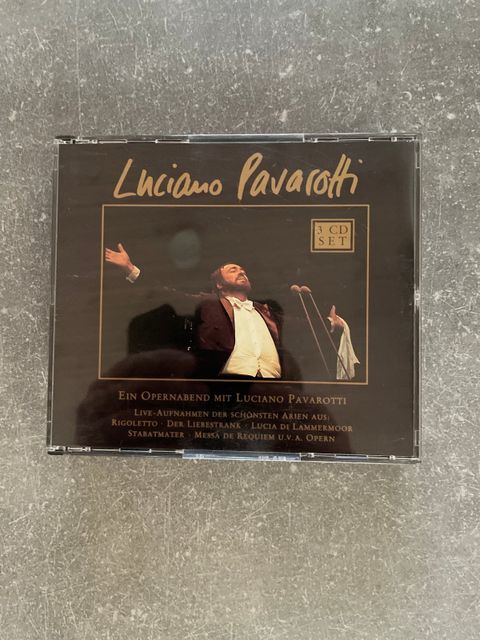 Luciano Pavarotti
3 CD
SET
EIN OPERNABEND MIT LUCIANO PAVAROTTI
LIVE-AUFNAHMEN DER SCHÖNSTEN ARIEN AUS:
RIGOLETTO · DER LIEBESTRANK · LUCIA DI LAMMERMOOR
STABATMATER · MESSA DE REQUIEM U.V.A. OPERN